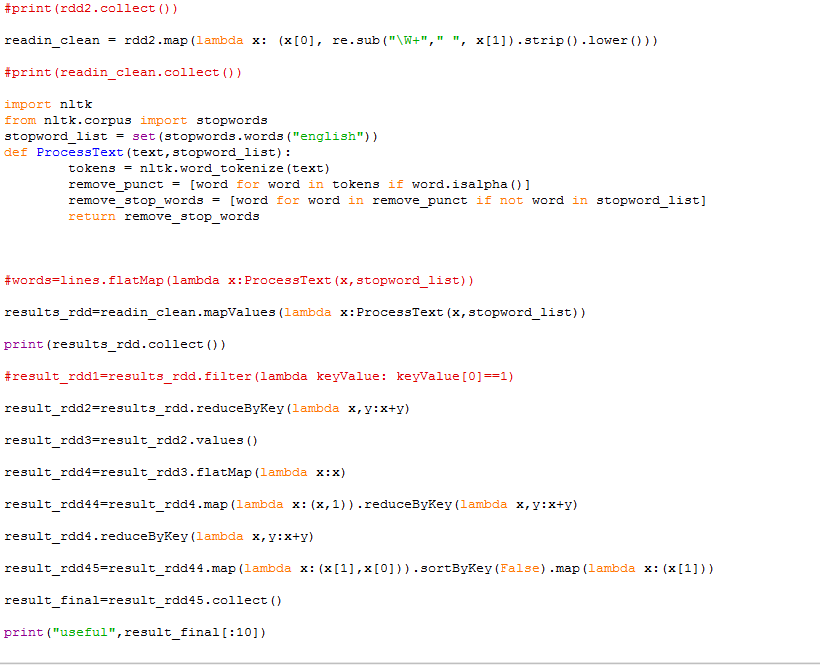 #print(rdd2.collect())
readin_clean = rdd2.map(lambda x: (x[0], re.sub("\W+"," ", x[1]).strip().lower()))
#print(readin_clean.collect())
import nltk
from nltk.corpus import stopwords
stopword_list = set(stopwords.words("english"))
def ProcessText(text,stopword_list):
        tokens = nltk.word_tokenize(text)
        remove_punct = [word for word in tokens if word.isalpha()]
        remove_stop_words = [word for word in remove_punct if not word in stopword_list]
        return remove_stop_words
#words=lines.flatMap(lambda x:ProcessText(x,stopword_list))
results_rdd=readin_clean.mapValues(lambda x:ProcessText(x,stopword_list))
print(results_rdd.collect())
#result_rdd1=results_rdd.filter(lambda keyValue: keyValue[0]==1)
result_rdd2=results_rdd.reduceByKey(lambda x,y:x+y)
result_rdd3=result_rdd2.values()
result_rdd4=result_rdd3.flatMap(lambda x:x)
result_rdd44=result_rdd4.map(lambda x:(x,1)).reduceByKey(lambda x,y:x+y)
result_rdd4.reduceByKey(lambda x,y:x+y)
result_rdd45=result_rdd44.map(lambda x:(x[1],x[0])).sortByKey(False).map(lambda x:(x[1]))
result_final=result_rdd45.collect()
print("useful",result_final[:10])